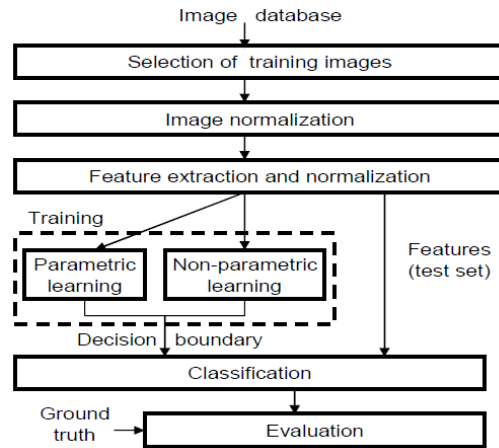 Image database
Selection of training images
Image normalization
Feature extraction and normalization
Training
Parametric
learning
Non-parametric
learning
Features
(test set)
Decision boundary
Classification
Ground
truth
Evaluation